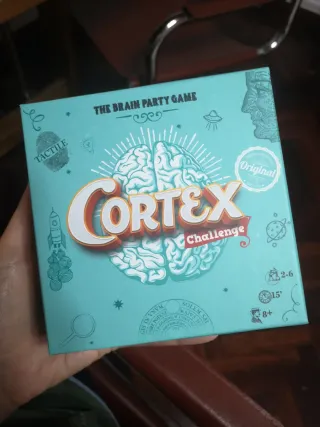 THE BRAIN PARTY GAME
TACTILE
Original
CORTEX
Challenge
2-6
15'
8+